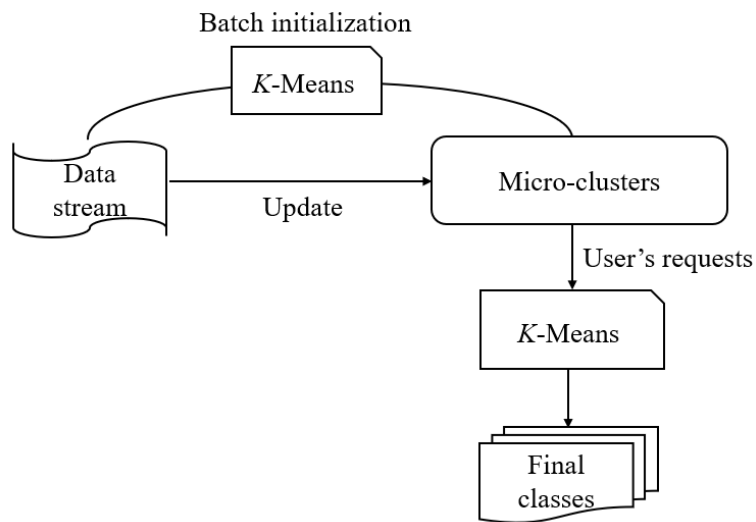 Batch initialization
K-Means
Data
stream
Update
Micro-clusters
User’s requests
K-Means
Final
classes